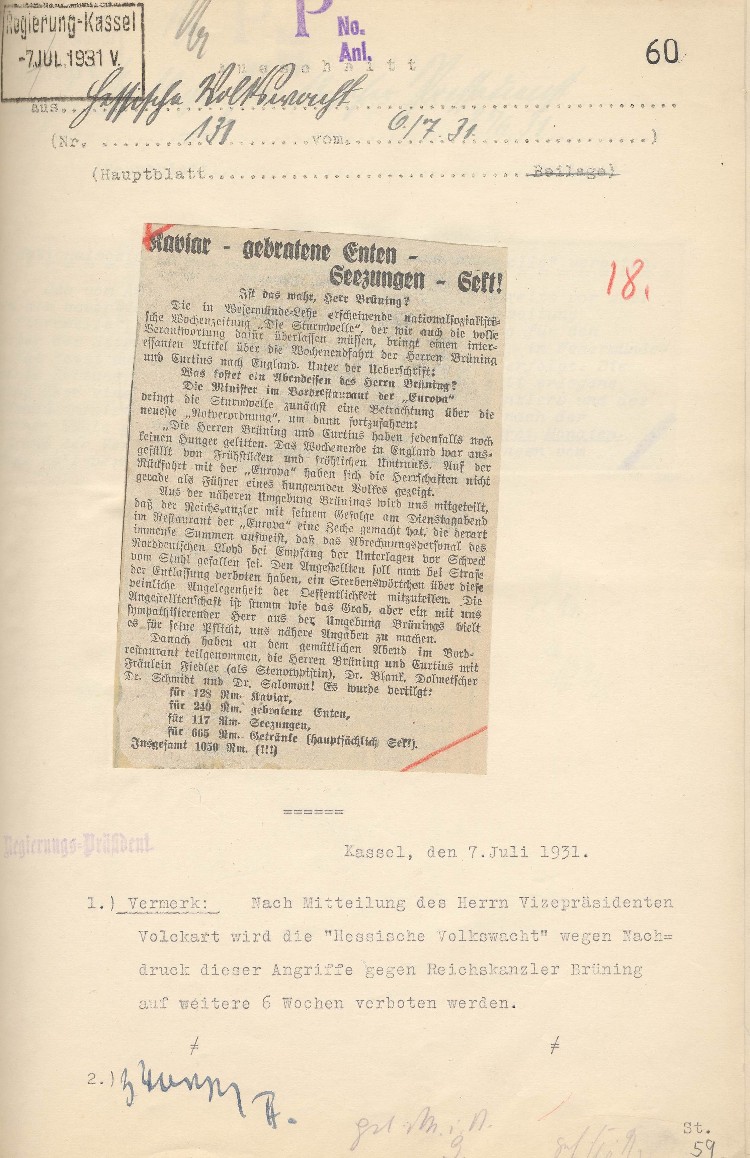 Regierung-Kassel
-7.JUL.1931 V.
P
No.
Anl.
60
Ausschnitt
aus. Hessische Volkswacht
(Nr. 131 vom. 6/7.31.)
(Hauptblatt Beilage)
18.
Kaviar - gebratene Enten -
Seezungen - Sekt!
Ist das wahr, Herr Brüning?
Die in Wesermünde-Lehe erscheinende nationalsozialisti-
sche Wochenzeitung „Die Sturmwelle“, der wir auch die volle
Verantwortung dafür überlassen müssen, bringt einen inter-
essanten Artikel über die Wochenendfahrt der Herren Brüning
und Curtius nach England. Unter der Ueberschrift:
Was kostet ein Abendessen des Herrn Brüning?
Die Minister im Bordrestaurant der „Europa“
bringt die Sturmwelle zunächst eine Betrachtung über die
neueste „Notverordnung“, um dann fortzufahren:
„Die Herren Brüning und Curtius haben jedenfalls noch
keinen Hunger gelitten. Das Wochenende in England war aus-
gefüllt von Frühstücken und fröhlichen Umtrunks. Auf der
Rückfahrt mit der „Europa“ haben sich die Herrschaften nicht
gerade als Führer eines hungernden Volkes gezeigt.
Aus der näheren Umgebung Brünings wird uns mitgeteilt,
daß der Reichskanzler mit seinem Gefolge am Dienstagabend
im Restaurant der „Europa“ eine Zeche gemacht hat, die derart
immense Summen aufweist, daß das Abrechnungspersonal des
Norddeutschen Lloyd bei Empfang der Unterlagen vor Schreck
vom Stuhl gefallen sei. Den Angestellten soll man bei Strafe
der Entlassung verboten haben, ein Sterbenswörtchen über diese
peinliche Angelegenheit der Oeffentlichkeit mitzuteilen. Die
Angestelltenschaft ist stumm wie das Grab, aber ein mit uns
sympathisierender Herr aus der Umgebung Brünings hielt
es für seine Pflicht, uns nähere Angaben zu machen.
Danach haben an dem gemütlichen Abend im Bord-
restaurant teilgenommen, die Herren Brüning und Curtius mit
Fräulein Fiedler (als Stenotypistin), Dr. Blank, Dolmetscher
Dr. Schmidt und Dr. Salomon! Es wurde vertilgt:
für 128 Rm. Kaviar,
für 240 Rm. gebratene Enten,
für 117 Rm. Seezungen,
für 665 Rm. Getränke (hauptsächlich Sekt).
Insgesamt 1050 Rm. (!!!)
======
Regierungs-Präsident.
Kassel, den 7.Juli 1931.
1.) Vermerk: Nach Mitteilung des Herrn Vizepräsidenten
Volckart wird die "Hessische Volkswacht" wegen Nach=
druck dieser Angriffe gegen Reichskanzler Brüning
auf weitere 6 Wochen verboten werden.
≠ ≠
2.)
St.
59